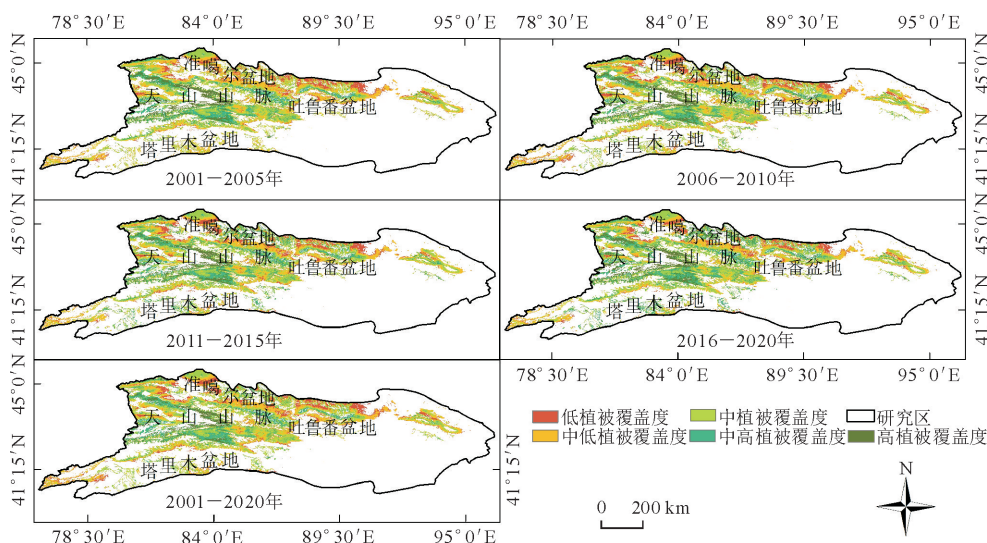 78°30′E 84°0′E 89°30′E 95°0′E 78°30′E 84°0′E 89°30′E 95°0′E
45°0′N
41°15′N
准噶尔盆地
天山山脉
吐鲁番盆地
塔里木盆地
2001－2005年
准噶尔盆地
天山山脉
吐鲁番盆地
塔里木盆地
2006－2010年
45°0′N
41°15′N
45°0′N
41°15′N
准噶尔盆地
天山山脉
吐鲁番盆地
塔里木盆地
2011－2015年
准噶尔盆地
天山山脉
吐鲁番盆地
塔里木盆地
2016－2020年
45°0′N
41°15′N
78°30′E 84°0′E 89°30′E 95°0′E
45°0′N
41°15′N
准噶尔盆地
天山山脉
吐鲁番盆地
塔里木盆地
2001－2020年
78°30′E 84°0′E 89°30′E 95°0′E
低植被覆盖度 中植被覆盖度 研究区
中低植被覆盖度 中高植被覆盖度 高植被覆盖度
0 200 km
N